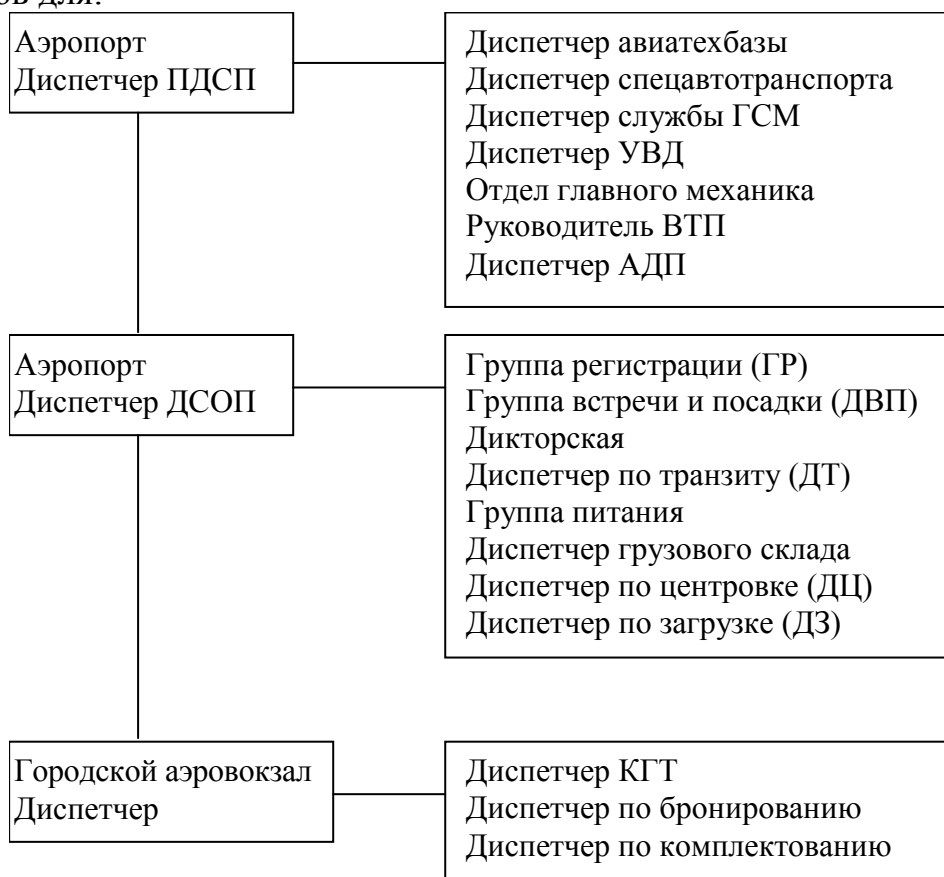 ов для:
Аэропорт
Диспетчер ПДСП
Диспетчер авиатехбазы
Диспетчер спецавтотранспорта
Диспетчер службы ГСМ
Диспетчер УВД
Отдел главного механика
Руководитель ВТП
Диспетчер АДП
Аэропорт
Диспетчер ДСОП
Группа регистрации (ГР)
Группа встречи и посадки (ДВП)
Дикторская
Диспетчер по транзиту (ДТ)
Группа питания
Диспетчер грузового склада
Диспетчер по центровке (ДЦ)
Диспетчер по загрузке (ДЗ)
Городской аэровокзал
Диспетчер
Диспетчер КГТ
Диспетчер по бронированию
Диспетчер по комплектованию